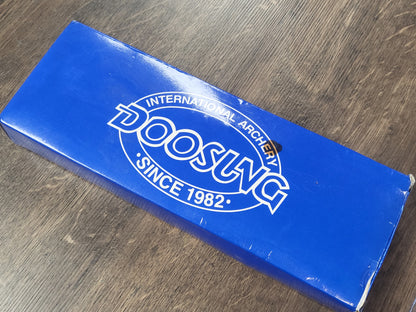 INTERNATIONAL ARCHERY
DOOSUNG
·SINCE 1982·